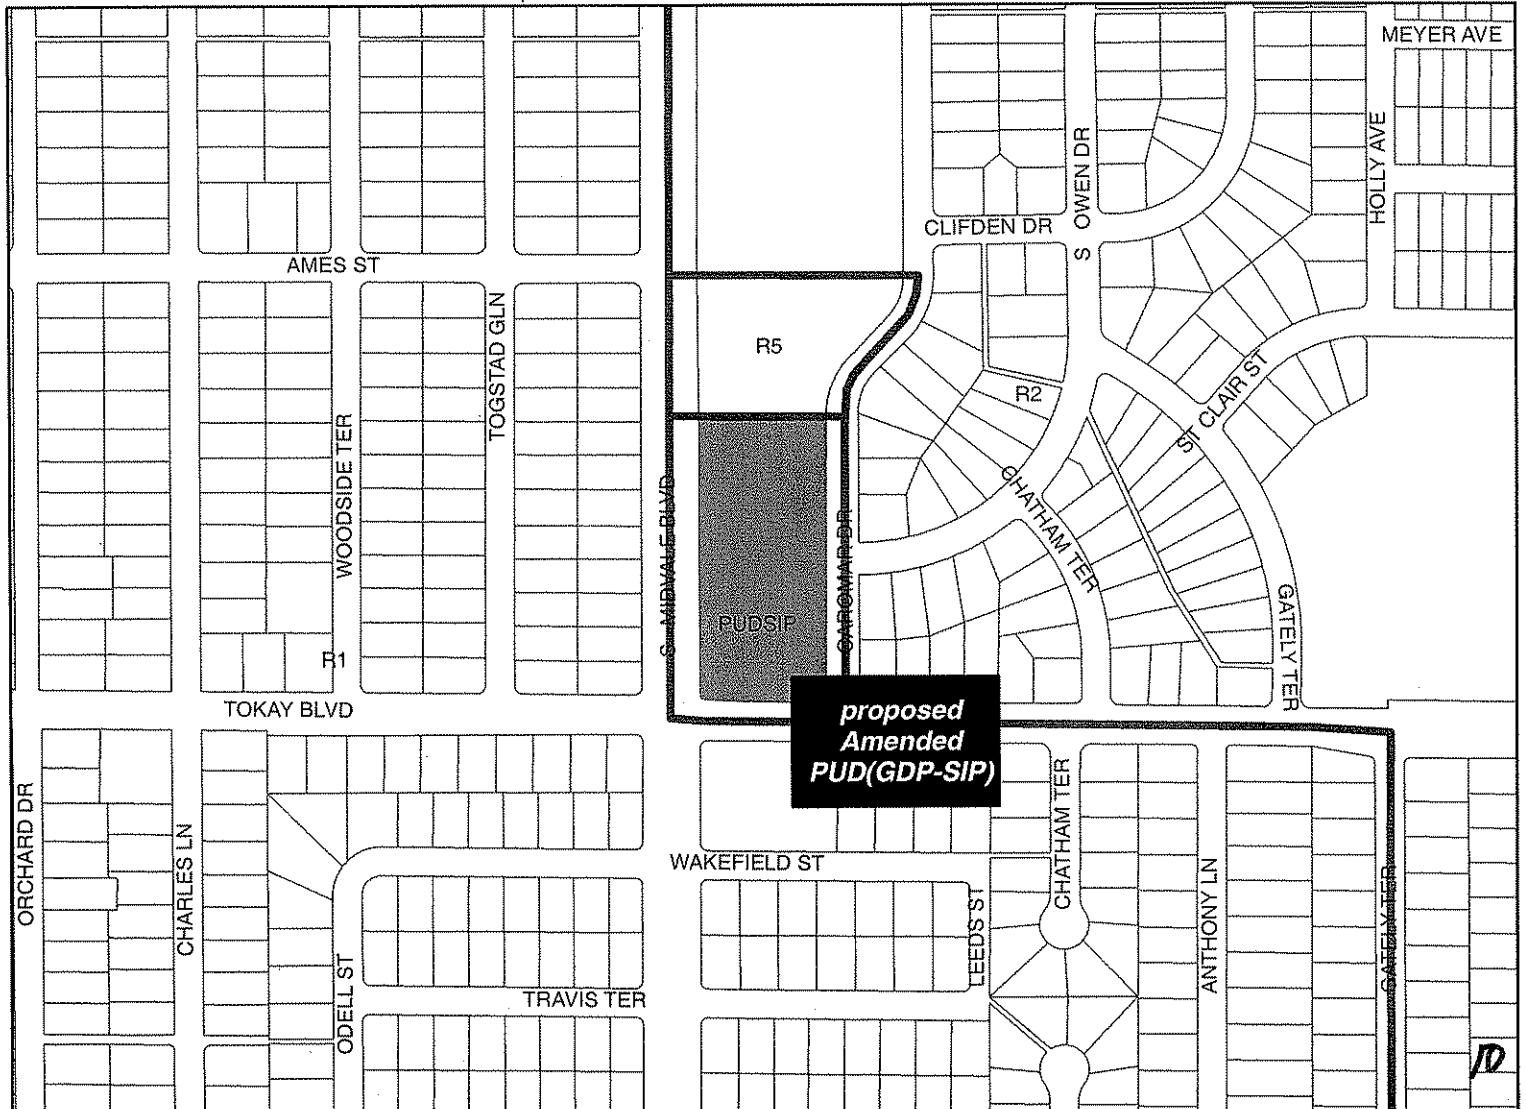 MEYER AVE
HOLLY AVE
S OWEN DR
CLIFDEN DR
AMES ST
TOGSTAD GLN
R5
R2
ST CLAIR ST
WOODSIDE TER
S MIDVALE BLVD
CAROMAR DR
CHATHAM TER
GATELY TER
PUDSIP
R1
TOKAY BLVD
proposed
Amended
PUD(GDP-SIP)
ORCHARD DR
CHARLES LN
WAKEFIELD ST
CHATHAM TER
ANTHONY LN
LEEDS ST
GATELY TER
ODELL ST
TRAVIS TER
10